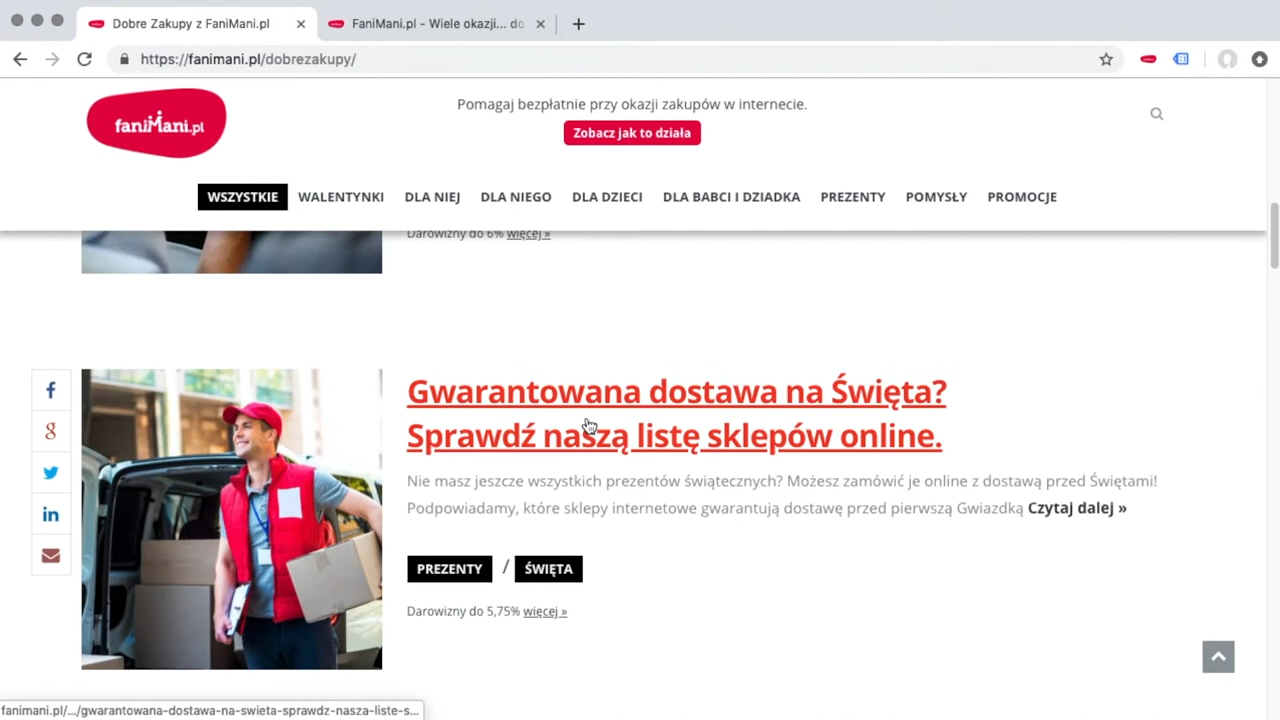 Dobre Zakupy z FaniMani.pl
FaniMani.pl - Wiele okazji... do
https://fanimani.pl/dobrezakupy/
faniMani.pl
Pomagaj bezpłatnie przy okazji zakupów w internecie.
Zobacz jak to działa
WSZYSTKIE WALENTYNKI DLA NIEJ DLA NIEGO DLA DZIECI DLA BABCI I DZIADKA PREZENTY POMYSŁY PROMOCJE
Darowizny do 6% więcej »
Gwarantowana dostawa na Święta?
Sprawdź naszą listę sklepów online.
Nie masz jeszcze wszystkich prezentów świątecznych? Możesz zamówić je online z dostawą przed Świętami!
Podpowiadamy, które sklepy internetowe gwarantują dostawę przed pierwszą Gwiazdką Czytaj dalej »
PREZENTY / ŚWIĘTA
Darowizny do 5,75% więcej »
fanimani.pl/.../gwarantowana-dostawa-na-swieta-sprawdz-nasza-liste-s...